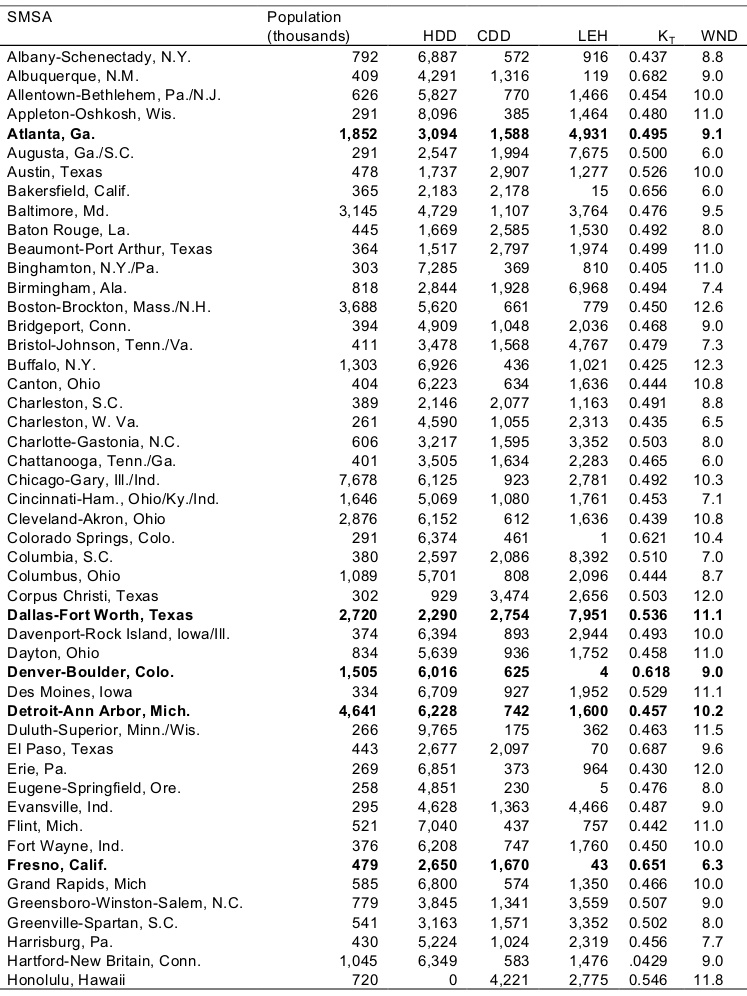 SMSA Population
(thousands) HDD CDD LEH KT WND
Albany-Schenectady, N.Y. 792 6,887 572 916 0.437 8.8
Albuquerque, N.M. 409 4,291 1,316 119 0.682 9.0
Allentown-Bethlehem, Pa./N.J. 626 5,827 770 1,466 0.454 10.0
Appleton-Oshkosh, Wis. 291 8,096 385 1,464 0.480 11.0
Atlanta, Ga. 1,852 3,094 1,588 4,931 0.495 9.1
Augusta, Ga./S.C. 291 2,547 1,994 7,675 0.500 6.0
Austin, Texas 478 1,737 2,907 1,277 0.526 10.0
Bakersfield, Calif. 365 2,183 2,178 15 0.656 6.0
Baltimore, Md. 3,145 4,729 1,107 3,764 0.476 9.5
Baton Rouge, La. 445 1,669 2,585 1,530 0.492 8.0
Beaumont-Port Arthur, Texas 364 1,517 2,797 1,974 0.499 11.0
Binghamton, N.Y./Pa. 303 7,285 369 810 0.405 11.0
Birmingham, Ala. 818 2,844 1,928 6,968 0.494 7.4
Boston-Brockton, Mass./N.H. 3,688 5,620 661 779 0.450 12.6
Bridgeport, Conn. 394 4,909 1,048 2,036 0.468 9.0
Bristol-Johnson, Tenn./Va. 411 3,478 1,568 4,767 0.479 7.3
Buffalo, N.Y. 1,303 6,926 436 1,021 0.425 12.3
Canton, Ohio 404 6,223 634 1,636 0.444 10.8
Charleston, S.C. 389 2,146 2,077 1,163 0.491 8.8
Charleston, W. Va. 261 4,590 1,055 2,313 0.435 6.5
Charlotte-Gastonia, N.C. 606 3,217 1,595 3,352 0.503 8.0
Chattanooga, Tenn./Ga. 401 3,505 1,634 2,283 0.465 6.0
Chicago-Gary, Ill./Ind. 7,678 6,125 923 2,781 0.492 10.3
Cincinnati-Ham., Ohio/Ky./Ind. 1,646 5,069 1,080 1,761 0.453 7.1
Cleveland-Akron, Ohio 2,876 6,152 612 1,636 0.439 10.8
Colorado Springs, Colo. 291 6,374 461 1 0.621 10.4
Columbia, S.C. 380 2,597 2,086 8,392 0.510 7.0
Columbus, Ohio 1,089 5,701 808 2,096 0.444 8.7
Corpus Christi, Texas 302 929 3,474 2,656 0.503 12.0
Dallas-Fort Worth, Texas 2,720 2,290 2,754 7,951 0.536 11.1
Davenport-Rock Island, Iowa/Ill. 374 6,394 893 2,944 0.493 10.0
Dayton, Ohio 834 5,639 936 1,752 0.458 11.0
Denver-Boulder, Colo. 1,505 6,016 625 4 0.618 9.0
Des Moines, Iowa 334 6,709 927 1,952 0.529 11.1
Detroit-Ann Arbor, Mich. 4,641 6,228 742 1,600 0.457 10.2
Duluth-Superior, Minn./Wis. 266 9,765 175 362 0.463 11.5
El Paso, Texas 443 2,677 2,097 70 0.687 9.6
Erie, Pa. 269 6,851 373 964 0.430 12.0
Eugene-Springfield, Ore. 258 4,851 230 5 0.476 8.0
Evansville, Ind. 295 4,628 1,363 4,466 0.487 9.0
Flint, Mich. 521 7,040 437 757 0.442 11.0
Fort Wayne, Ind. 376 6,208 747 1,760 0.450 10.0
Fresno, Calif. 479 2,650 1,670 43 0.651 6.3
Grand Rapids, Mich 585 6,800 574 1,350 0.466 10.0
Greensboro-Winston-Salem, N.C. 779 3,845 1,341 3,559 0.507 9.0
Greenville-Spartan, S.C. 541 3,163 1,571 3,352 0.502 8.0
Harrisburg, Pa. 430 5,224 1,024 2,319 0.456 7.7
Hartford-New Britain, Conn. 1,045 6,349 583 1,476 .0429 9.0
Honolulu, Hawaii 720 0 4,221 2,775 0.546 11.8